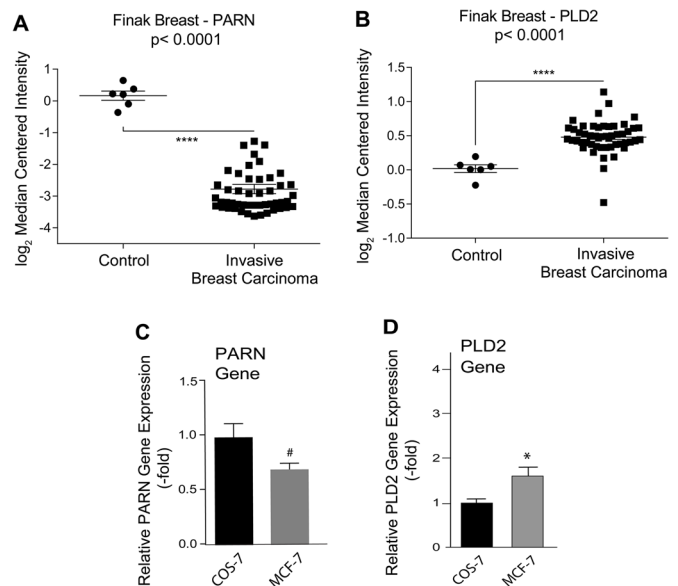 A
Finak Breast - PARN
p< 0.0001
log2 Median Centered Intensity
1
0
-1
-2
-3
-4
****
Control
Invasive
Breast Carcinoma
B
Finak Breast - PLD2
p< 0.0001
log2 Median Centered Intensity
1.5
1.0
0.5
0.0
-0.5
-1.0
****
Control
Invasive
Breast Carcinoma
C
PARN
Gene
Relative PARN Gene Expression
(-fold)
1.5
1.0
0.5
0.0
#
COS-7
MCF-7
D
PLD2
Gene
Relative PLD2 Gene Expression
(-fold)
4
2
1
0
*
COS-7
MCF-7